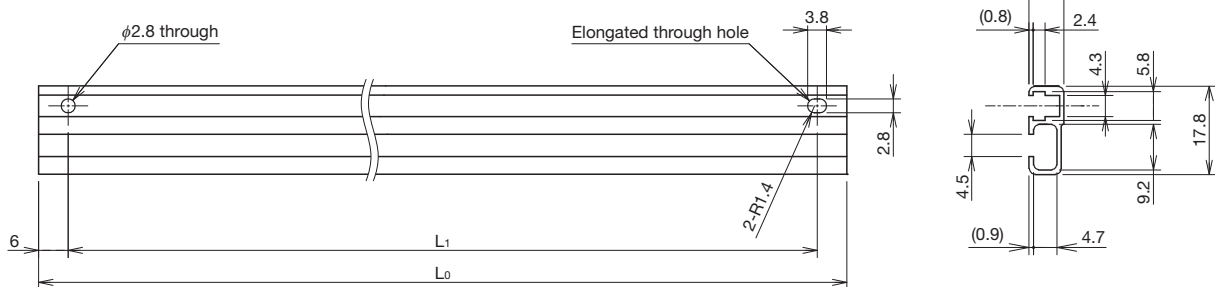 φ2.8 through
Elongated through hole
3.8
(0.8)
2.4
4.3
5.8
2.8
17.8
4.5
9.2
2-R1.4
6
L1
(0.9)
4.7
L0